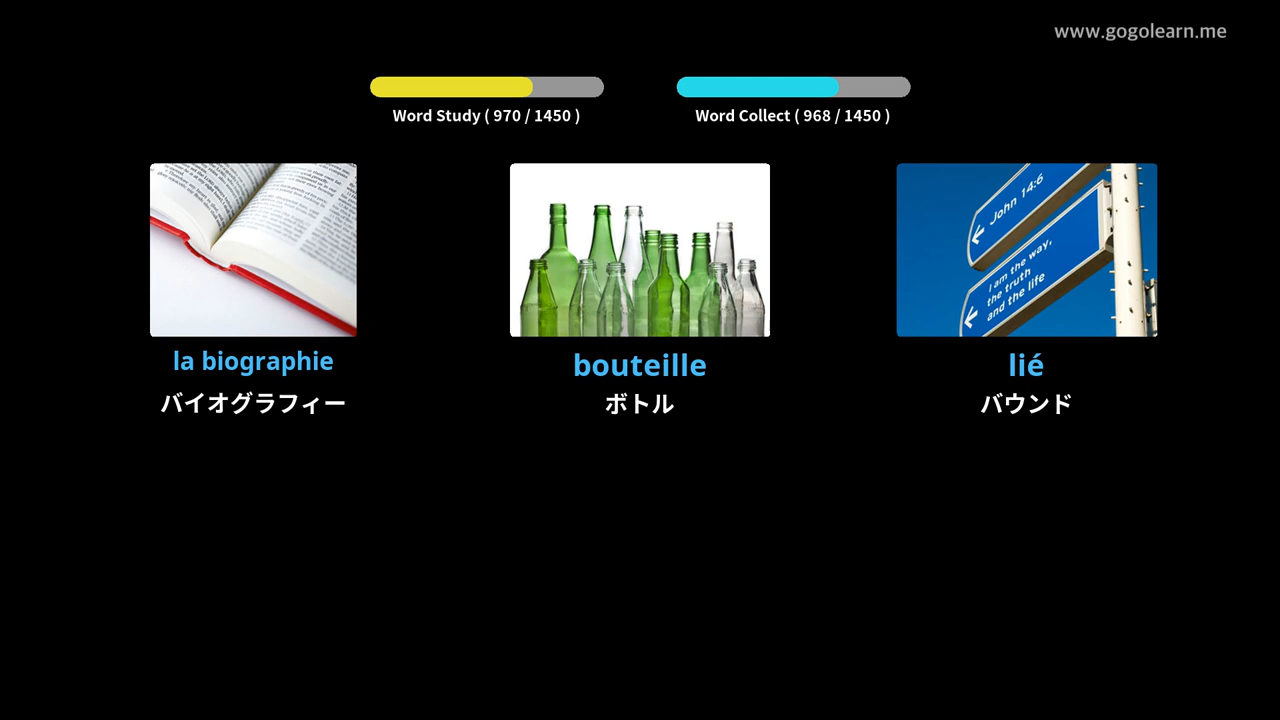 www.gogolearn.me
Word Study ( 970 / 1450 )
Word Collect ( 968 / 1450 )
John 14:6
I am the way,
the truth
and the life
la biographie
バイオグラフィー
bouteille
ボトル
lié
バウンド